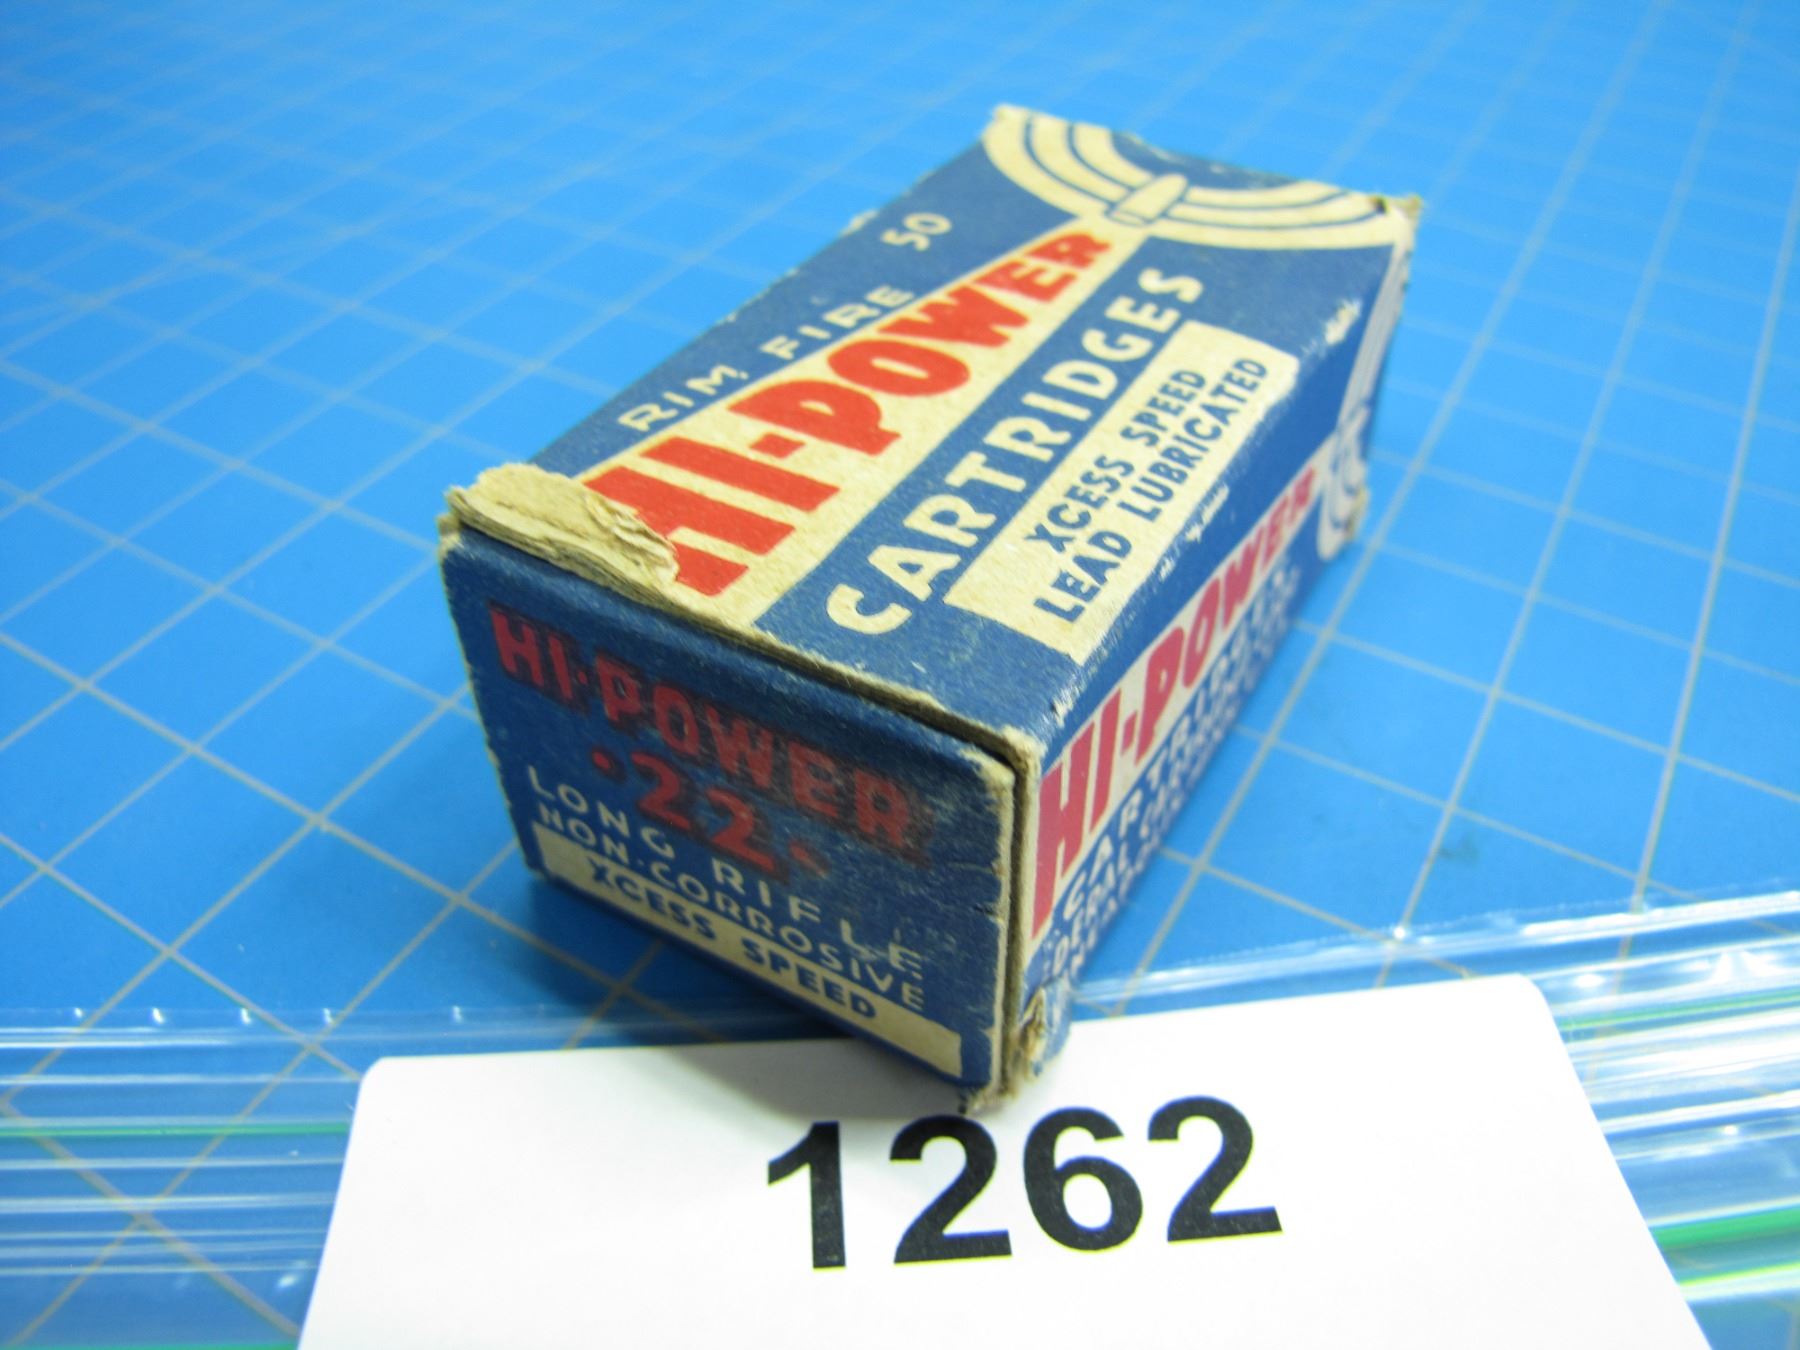 RIM FIRE 50
HI-POWER
CARTRIDGES
XCESS SPEED
LEAD LUBRICATED
HI-POWER
.22.
LONG RIFLE
NON-CORROSIVE
XCESS SPEED
HI-POWER
CARTRIDGES
1262